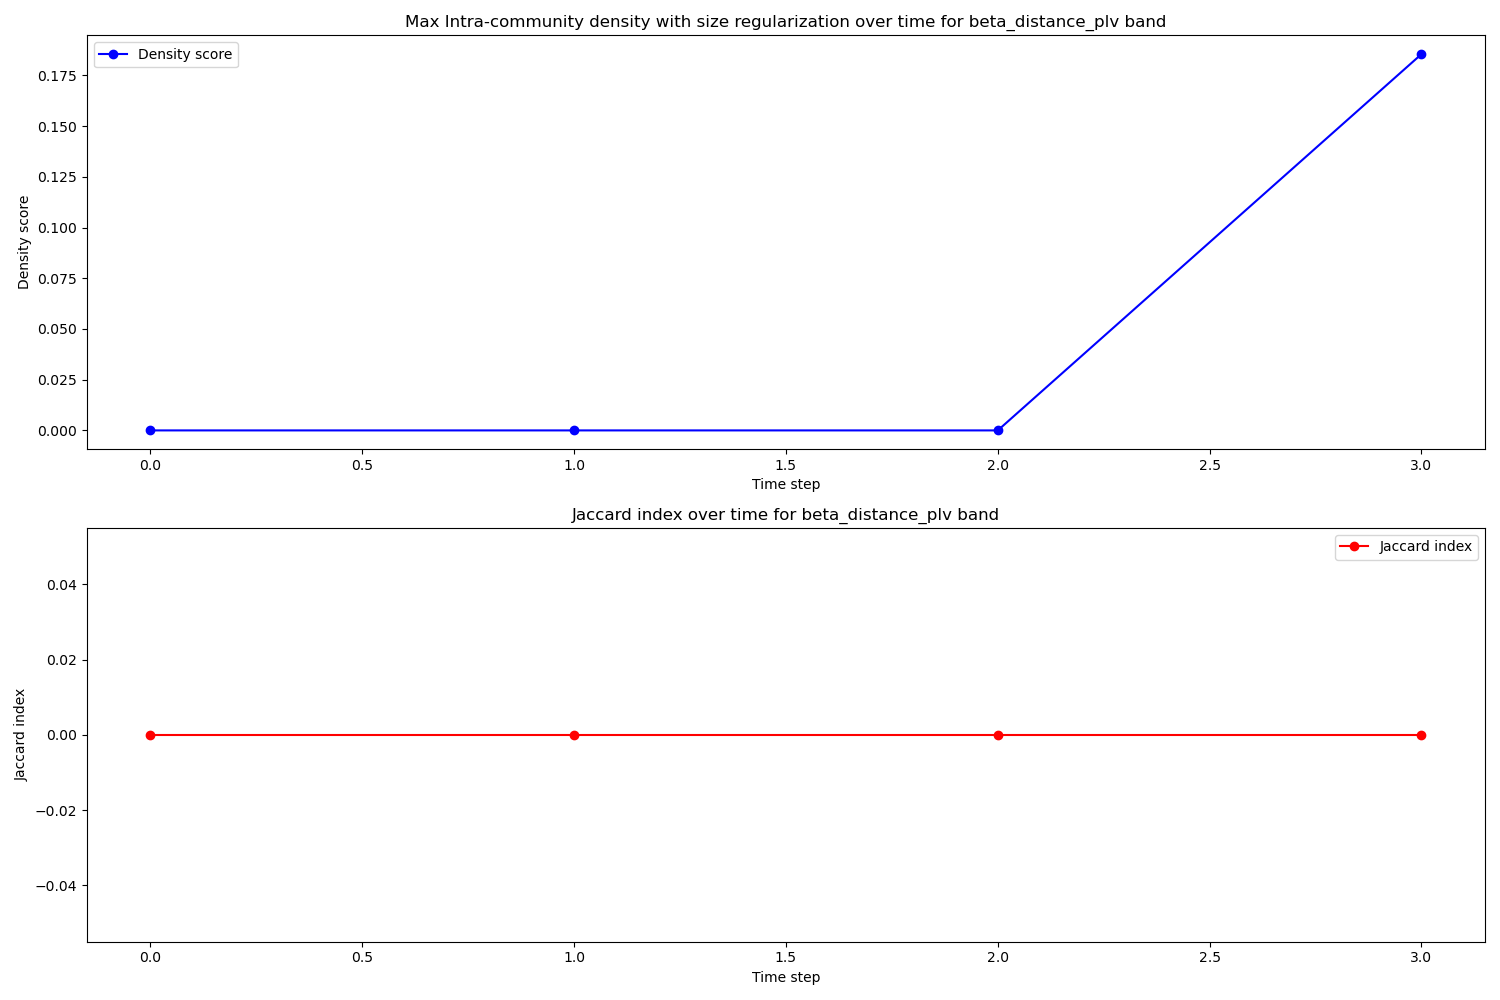 Max Intra-community density with size regularization over time for beta_distance_plv band
Density score
0.175
0.150
0.125
0.100
0.075
0.050
0.025
0.000
Density score
0.0 0.5 1.0 1.5 2.0 2.5 3.0
Time step
Jaccard index over time for beta_distance_plv band
Jaccard index
0.04
0.02
0.00
−0.02
−0.04
Jaccard index
0.0 0.5 1.0 1.5 2.0 2.5 3.0
Time step